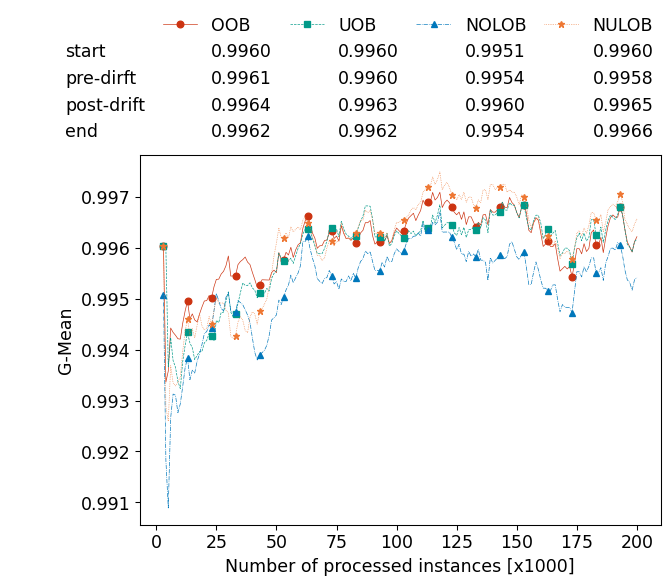 OOB UOB NOLOB NULOB
start 0.9960 0.9960 0.9951 0.9960
pre-dirft 0.9961 0.9960 0.9954 0.9958
post-drift 0.9964 0.9963 0.9960 0.9965
end 0.9962 0.9962 0.9954 0.9966
0.997
0.996
0.995
0.994
0.993
0.992
0.991
G-Mean
0 25 50 75 100 125 150 175 200
Number of processed instances [x1000]